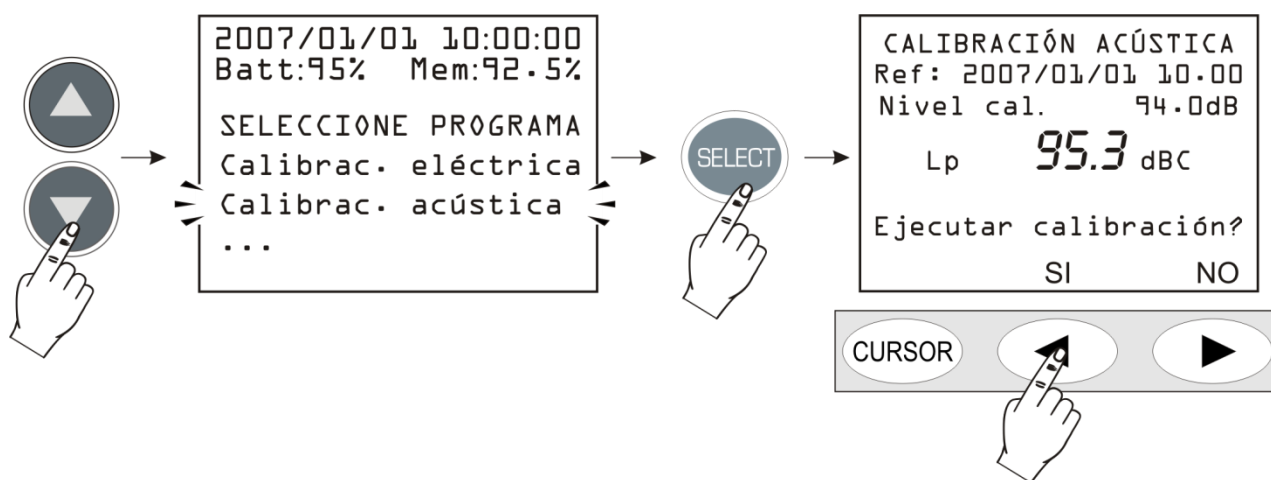 2007/01/01 10:00:00
Batt:95% Mem:92.5%
SELECCIONE PROGRAMA
Calibrac. eléctrica
Calibrac. acústica
...
SELECT
CALIBRACIÓN ACÚSTICA
Ref: 2007/01/01 10.00
Nivel cal. 94.0dB
Lp 95.3 dBC
Ejecutar calibración?
SI NO
CURSOR